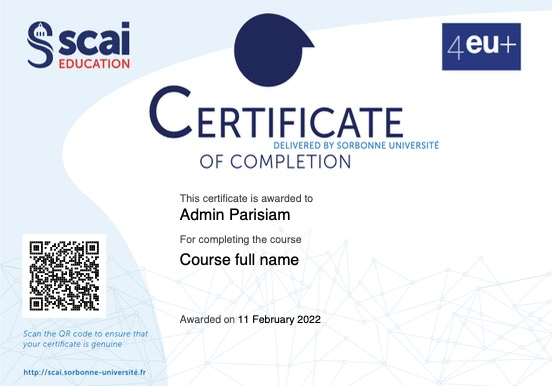 scai
EDUCATION
4eu+
CERTIFICATE
DELIVERED BY SORBONNE UNIVERSITÉ
OF COMPLETION
This certificate is awarded to
Admin Parisiam
For completing the course
Course full name
Awarded on 11 February 2022
Scan the QR code to ensure that
your certificate is genuine
http://scai.sorbonne-université.fr